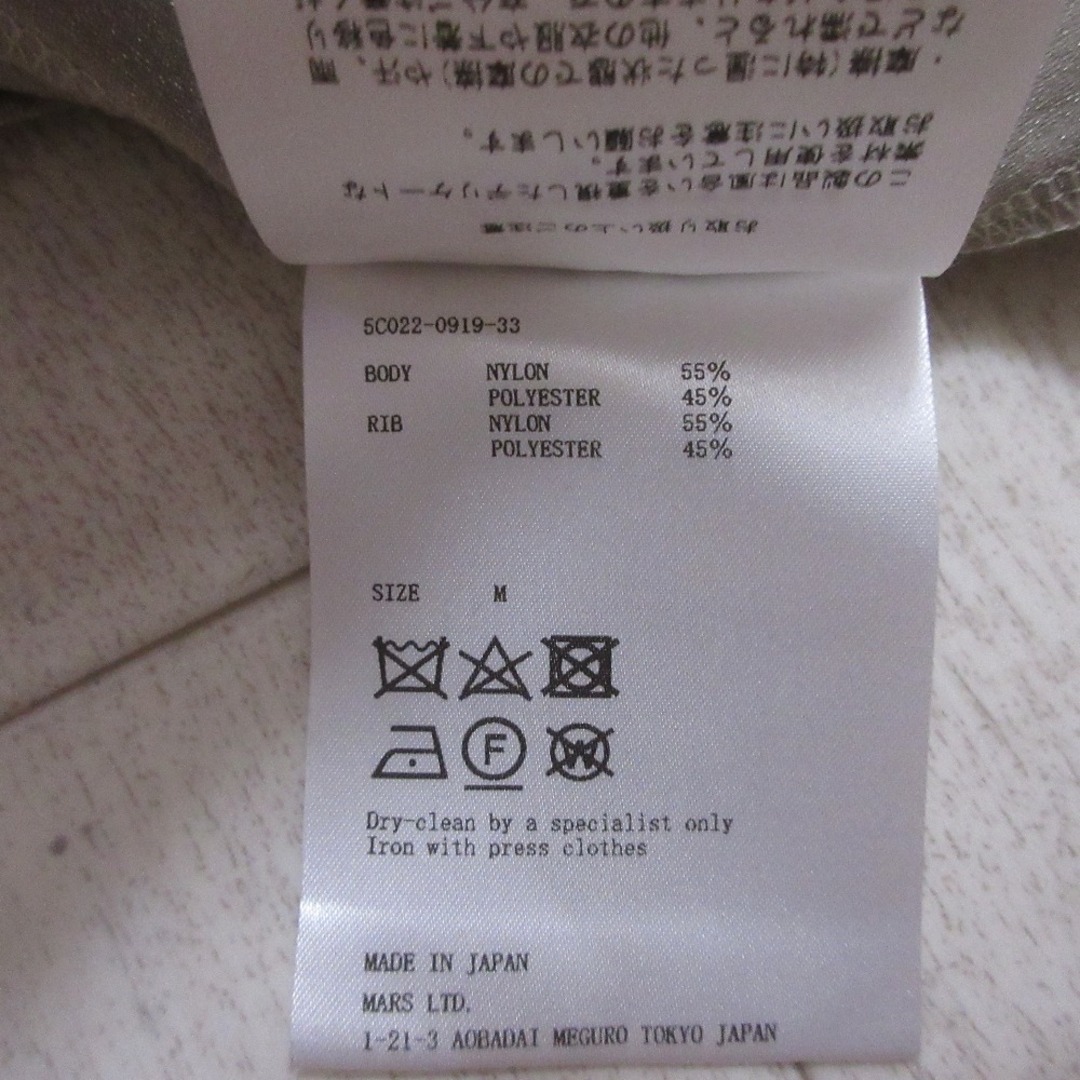 お取り扱い上のご注意
この製品は風合いを重視したデリケートな
素材を使用しています。
お取扱いに注意をお願いします。
・摩擦(特に湿った状態での摩擦)や汗、雨
などで濡れると、他の衣服や下着に色移り
5C022-0919-33
BODY NYLON 55%
POLYESTER 45%
RIB NYLON 55%
POLYESTER 45%
SIZE M
F
W
Dry-clean by a specialist only
Iron with press clothes
MADE IN JAPAN
MARS LTD.
1-21-3 AOBADAI MEGURO TOKYO JAPAN